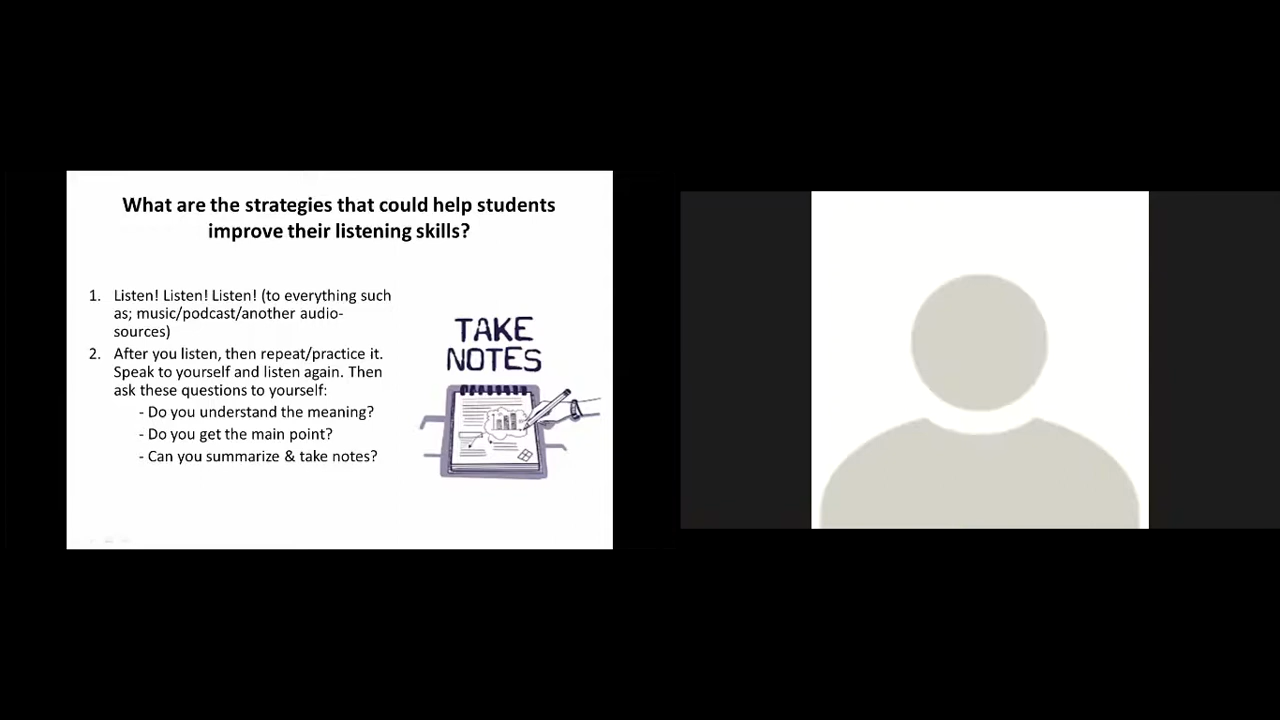 What are the strategies that could help students
improve their listening skills?
1. Listen! Listen! Listen! (to everything such
as; music/podcast/another audio-
sources)
2. After you listen, then repeat/practice it.
Speak to yourself and listen again. Then
ask these questions to yourself:
- Do you understand the meaning?
- Do you get the main point?
- Can you summarize & take notes?
TAKE
NOTES